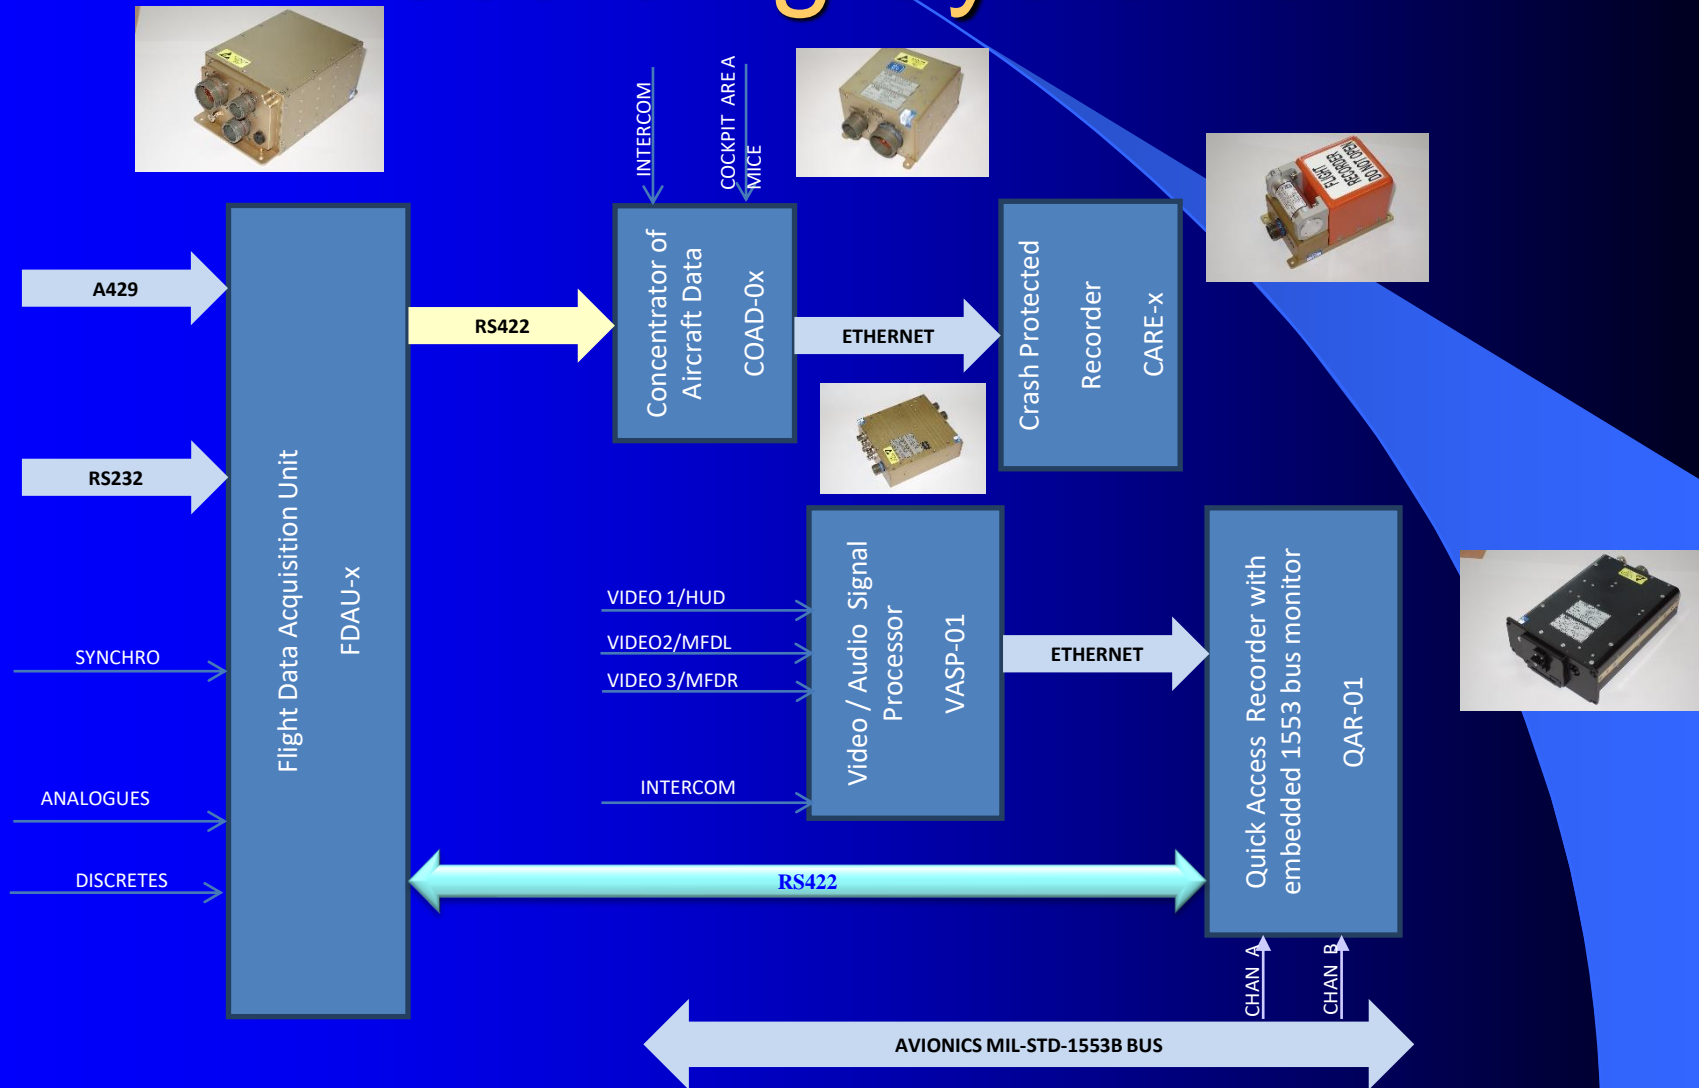 INTERCOM
COCKPIT ARE A
MICE
FLIGHT
RECORDER
DO NOT OPEN
A429
RS232
SYNCHRO
ANALOGUES
DISCRETES
Flight Data Acquisition Unit
FDAU-x
RS422
Concentrator of
Aircraft Data
COAD-0x
ETHERNET
Crash Protected
Recorder
CARE-x
VIDEO 1/HUD
VIDEO2/MFDL
VIDEO 3/MFDR
INTERCOM
Video / Audio Signal
Processor
VASP-01
ETHERNET
Quick Access Recorder with
embedded 1553 bus monitor
QAR-01
RS422
CHAN A
CHAN B
AVIONICS MIL-STD-1553B BUS